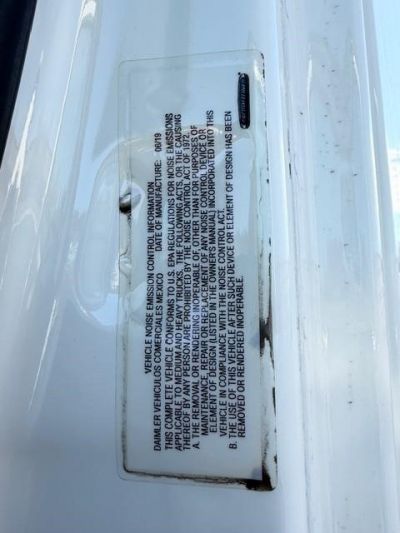 VEHICLE NOISE EMISSION CONTROL INFORMATION
DAIMLER VEHICULOS COMERCIALES MEXICO DATE OF MANUFACTURE: 06/19
THIS COMPLETE VEHICLE CONFORMS TO U.S. EPA REGULATIONS FOR NOISE EMISSIONS
APPLICABLE TO MEDIUM AND HEAVY TRUCKS. THE FOLLOWING ACTS, OR THE CAUSING
THEREOF BY ANY PERSON ARE PROHIBITED BY THE NOISE CONTROL ACT OF 1972.
A. THE REMOVAL OR RENDERING INOPERABLE OF, OTHER THAN FOR PURPOSES OF
MAINTENANCE, REPAIR OR REPLACEMENT OF ANY NOISE CONTROL DEVICE OR
ELEMENT OF DESIGN (LISTED IN THE OWNER'S MANUAL) INCORPORATED INTO THIS
VEHICLE IN COMPLIANCE WITH THE NOISE CONTROL ACT.
B. THE USE OF THIS VEHICLE AFTER SUCH DEVICE OR ELEMENT OF DESIGN HAS BEEN
REMOVED OR RENDERED INOPERABLE.